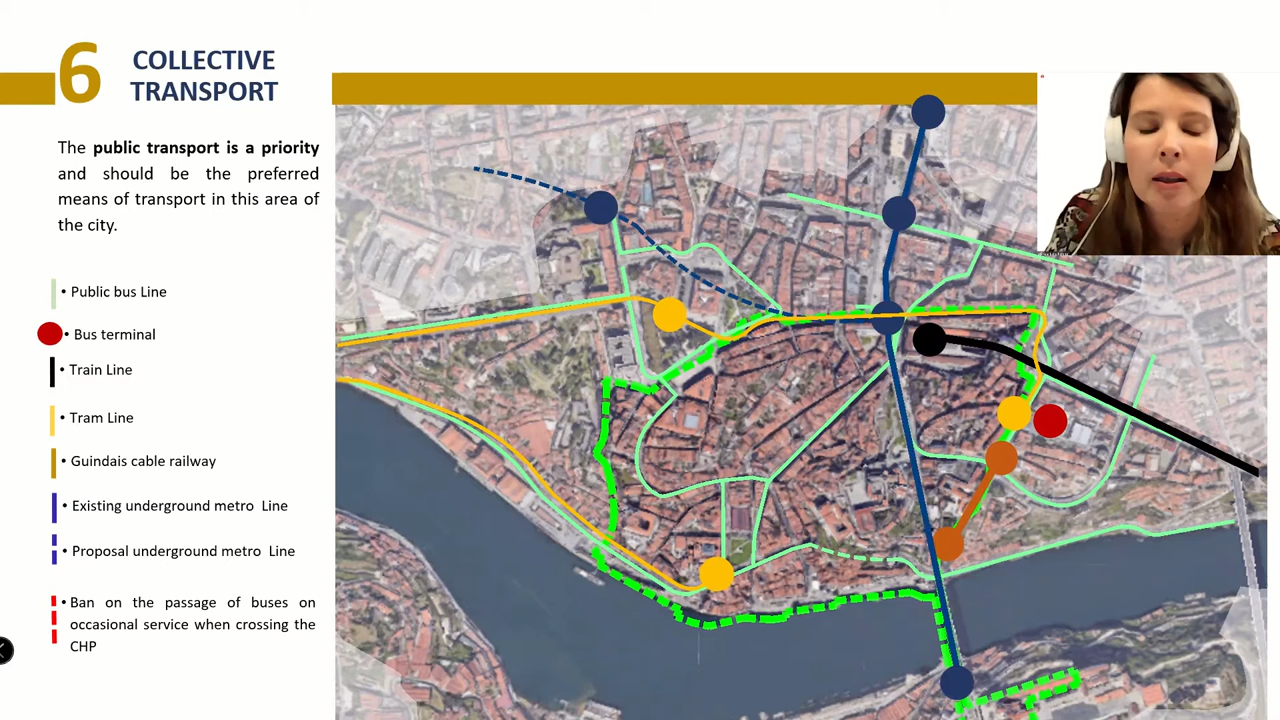 6
COLLECTIVE
TRANSPORT
The public transport is a priority
and should be the preferred
means of transport in this area of
the city.
• Public bus Line
• Bus terminal
• Train Line
• Tram Line
• Guindais cable railway
• Existing underground metro Line
• Proposal underground metro Line
• Ban on the passage of buses on
occasional service when crossing the
CHP